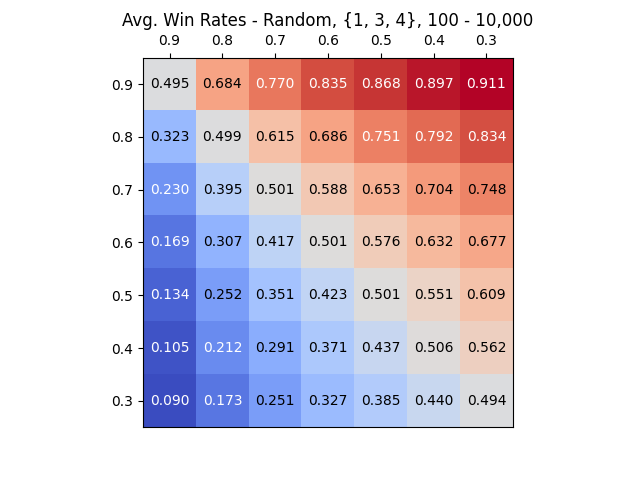 Avg. Win Rates - Random, {1, 3, 4}, 100 - 10,000
0.9 0.8 0.7 0.6 0.5 0.4 0.3
0.9 0.495 0.684 0.770 0.835 0.868 0.897 0.911
0.8 0.323 0.499 0.615 0.686 0.751 0.792 0.834
0.7 0.230 0.395 0.501 0.588 0.653 0.704 0.748
0.6 0.169 0.307 0.417 0.501 0.576 0.632 0.677
0.5 0.134 0.252 0.351 0.423 0.501 0.551 0.609
0.4 0.105 0.212 0.291 0.371 0.437 0.506 0.562
0.3 0.090 0.173 0.251 0.327 0.385 0.440 0.494